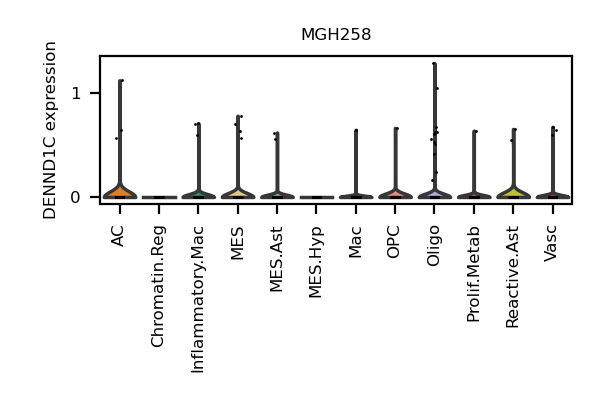 MGH258
DENND1C expression
1
0
AC
Chromatin.Reg
Inflammatory.Mac
MES
MES.Ast
MES.Hyp
Mac
OPC
Oligo
Prolif.Metab
Reactive.Ast
Vasc